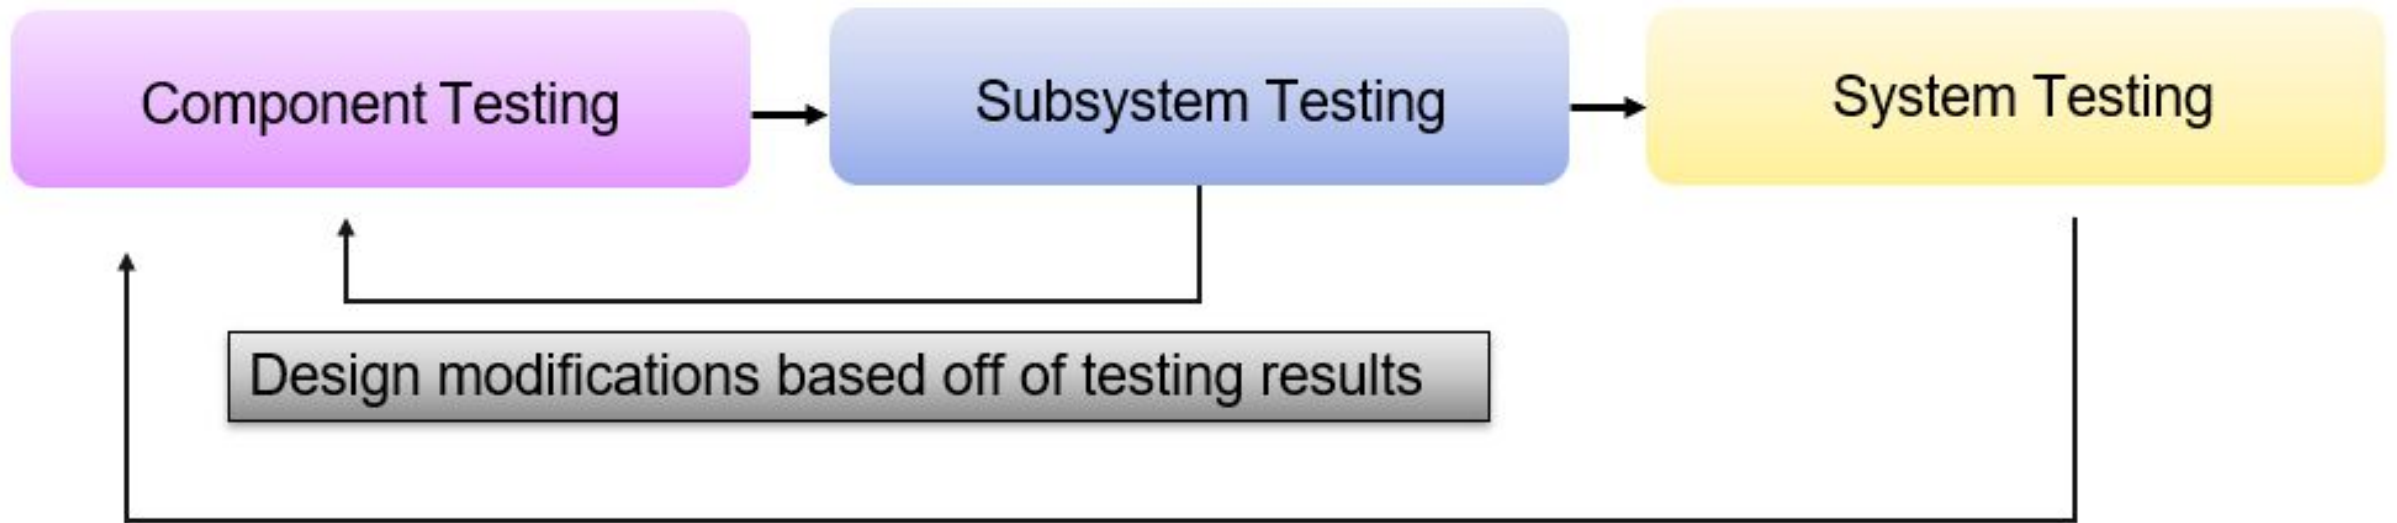 Component Testing
Subsystem Testing
System Testing
Design modifications based off of testing results